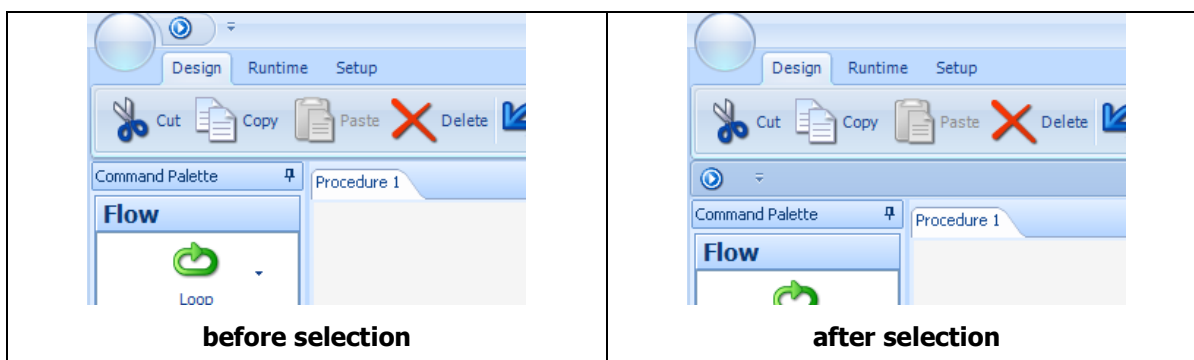 Design Runtime Setup
Cut Copy Paste Delete
Command Palette Procedure 1
Flow
Loop
before selection
Design Runtime Setup
Cut Copy Paste Delete
Command Palette Procedure 1
Flow
after selection